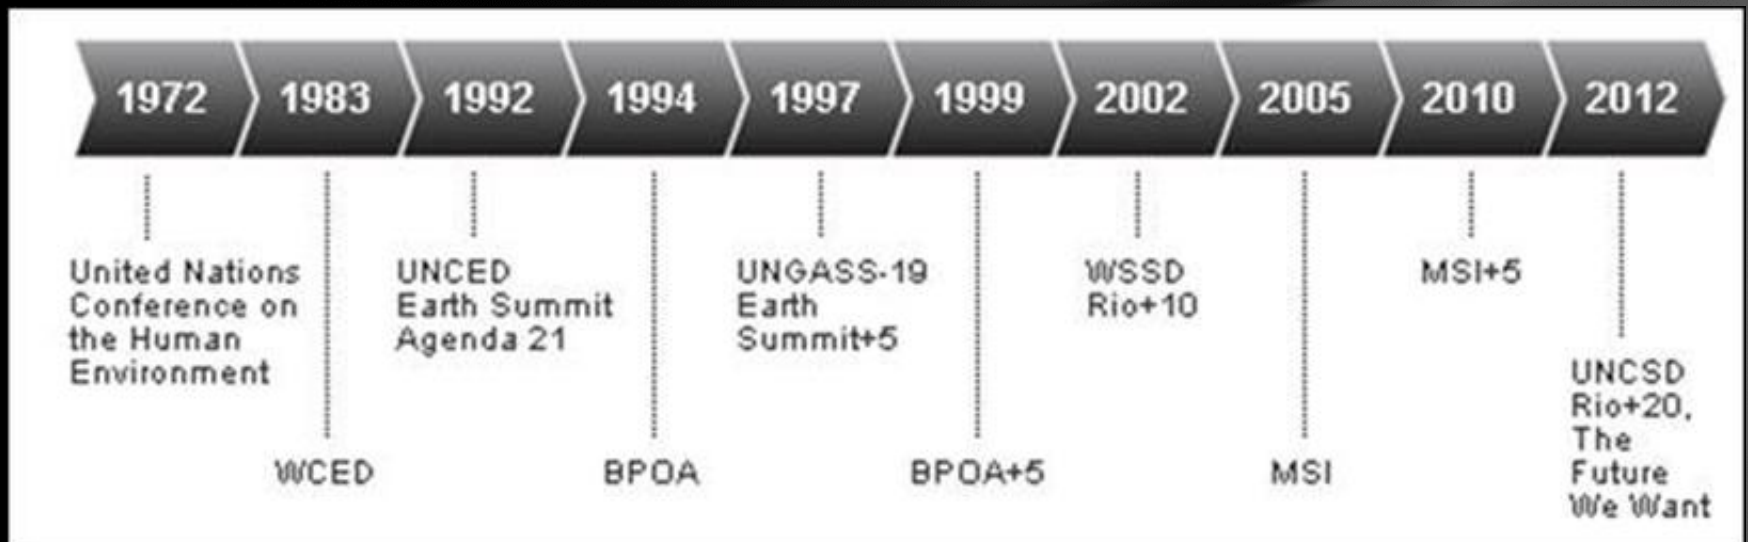 1972 1983 1992 1994 1997 1999 2002 2005 2010 2012
United Nations
Conference on
the Human
Environment
WCED
UNCED
Earth Summit
Agenda 21
BPOA
UNGASS-19
Earth
Summit+5
BPOA+5
WSSD
Rio+10
MSI
MSI+5
UNCSD
Rio+20,
The
Future
We Want